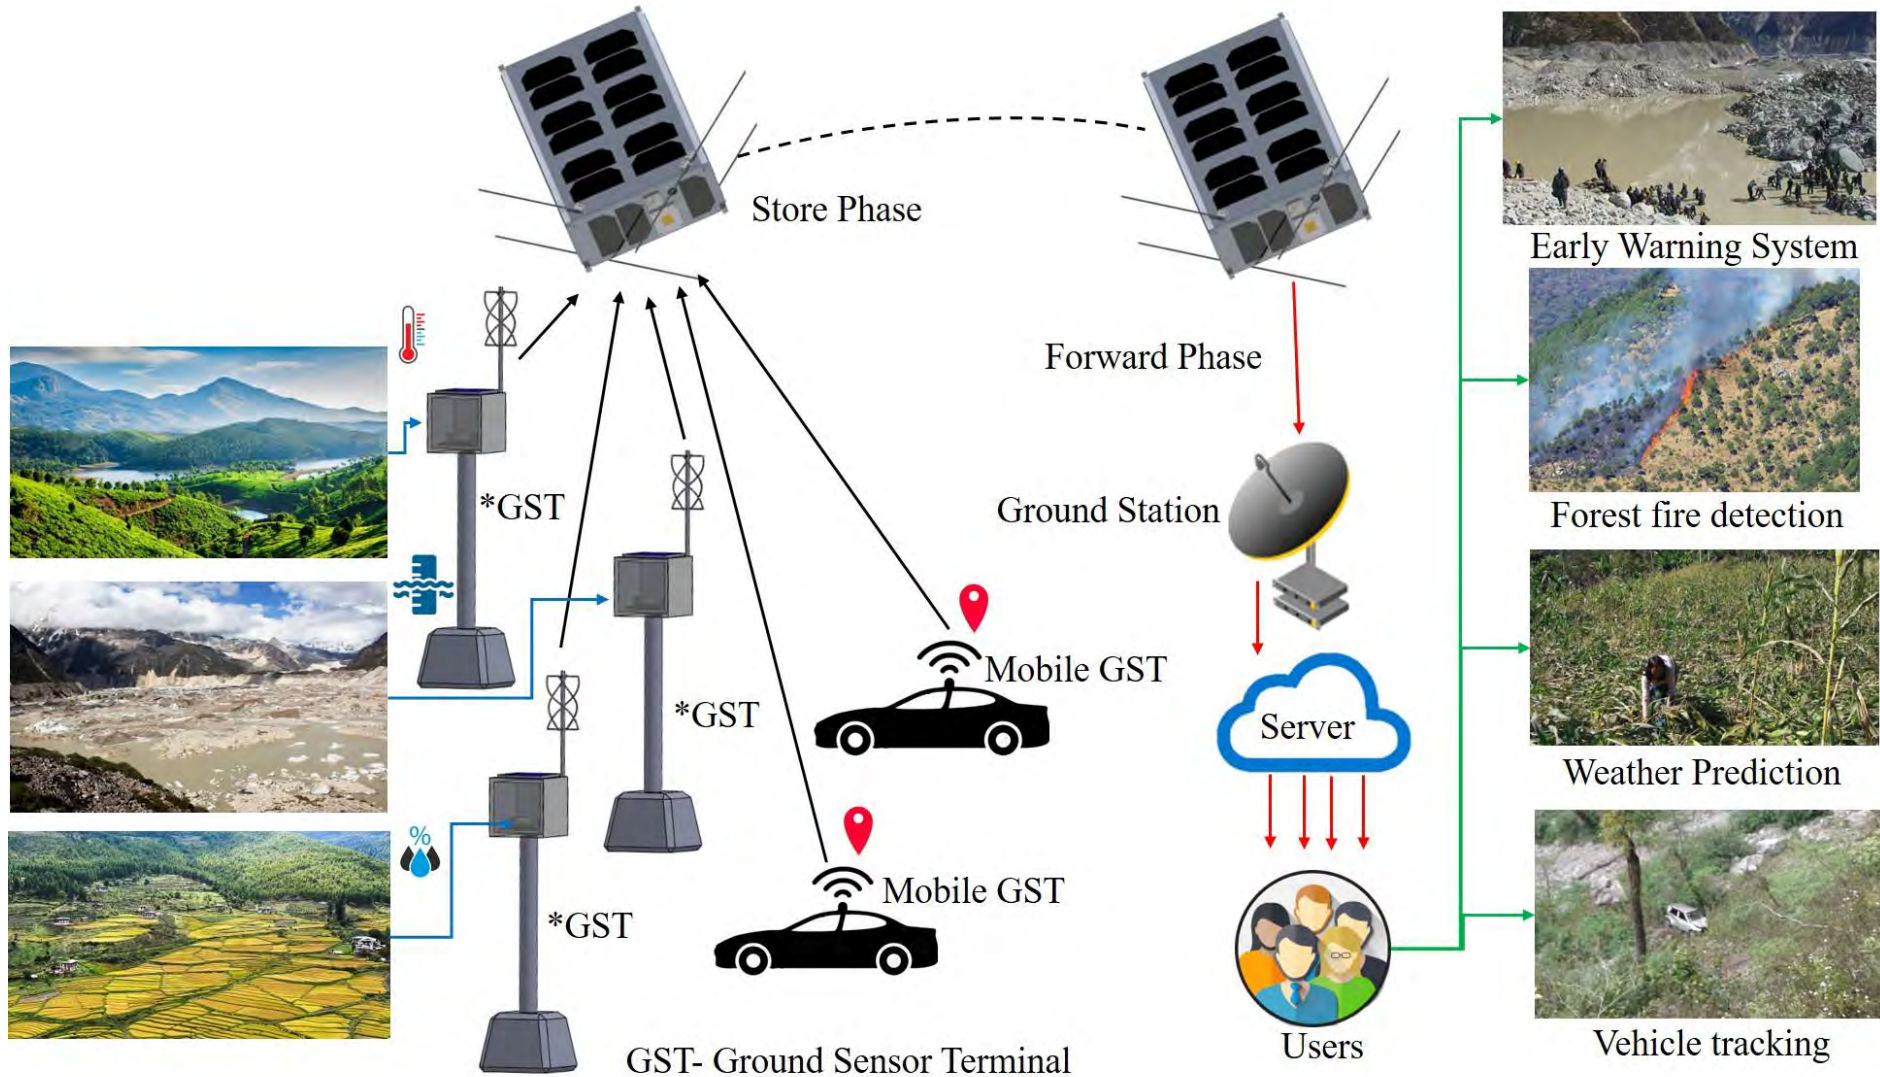 Store Phase
Forward Phase
Ground Station
*GST
*GST
*GST
%
Mobile GST
Mobile GST
Server
Users
GST- Ground Sensor Terminal
Early Warning System
Forest fire detection
Weather Prediction
Vehicle tracking